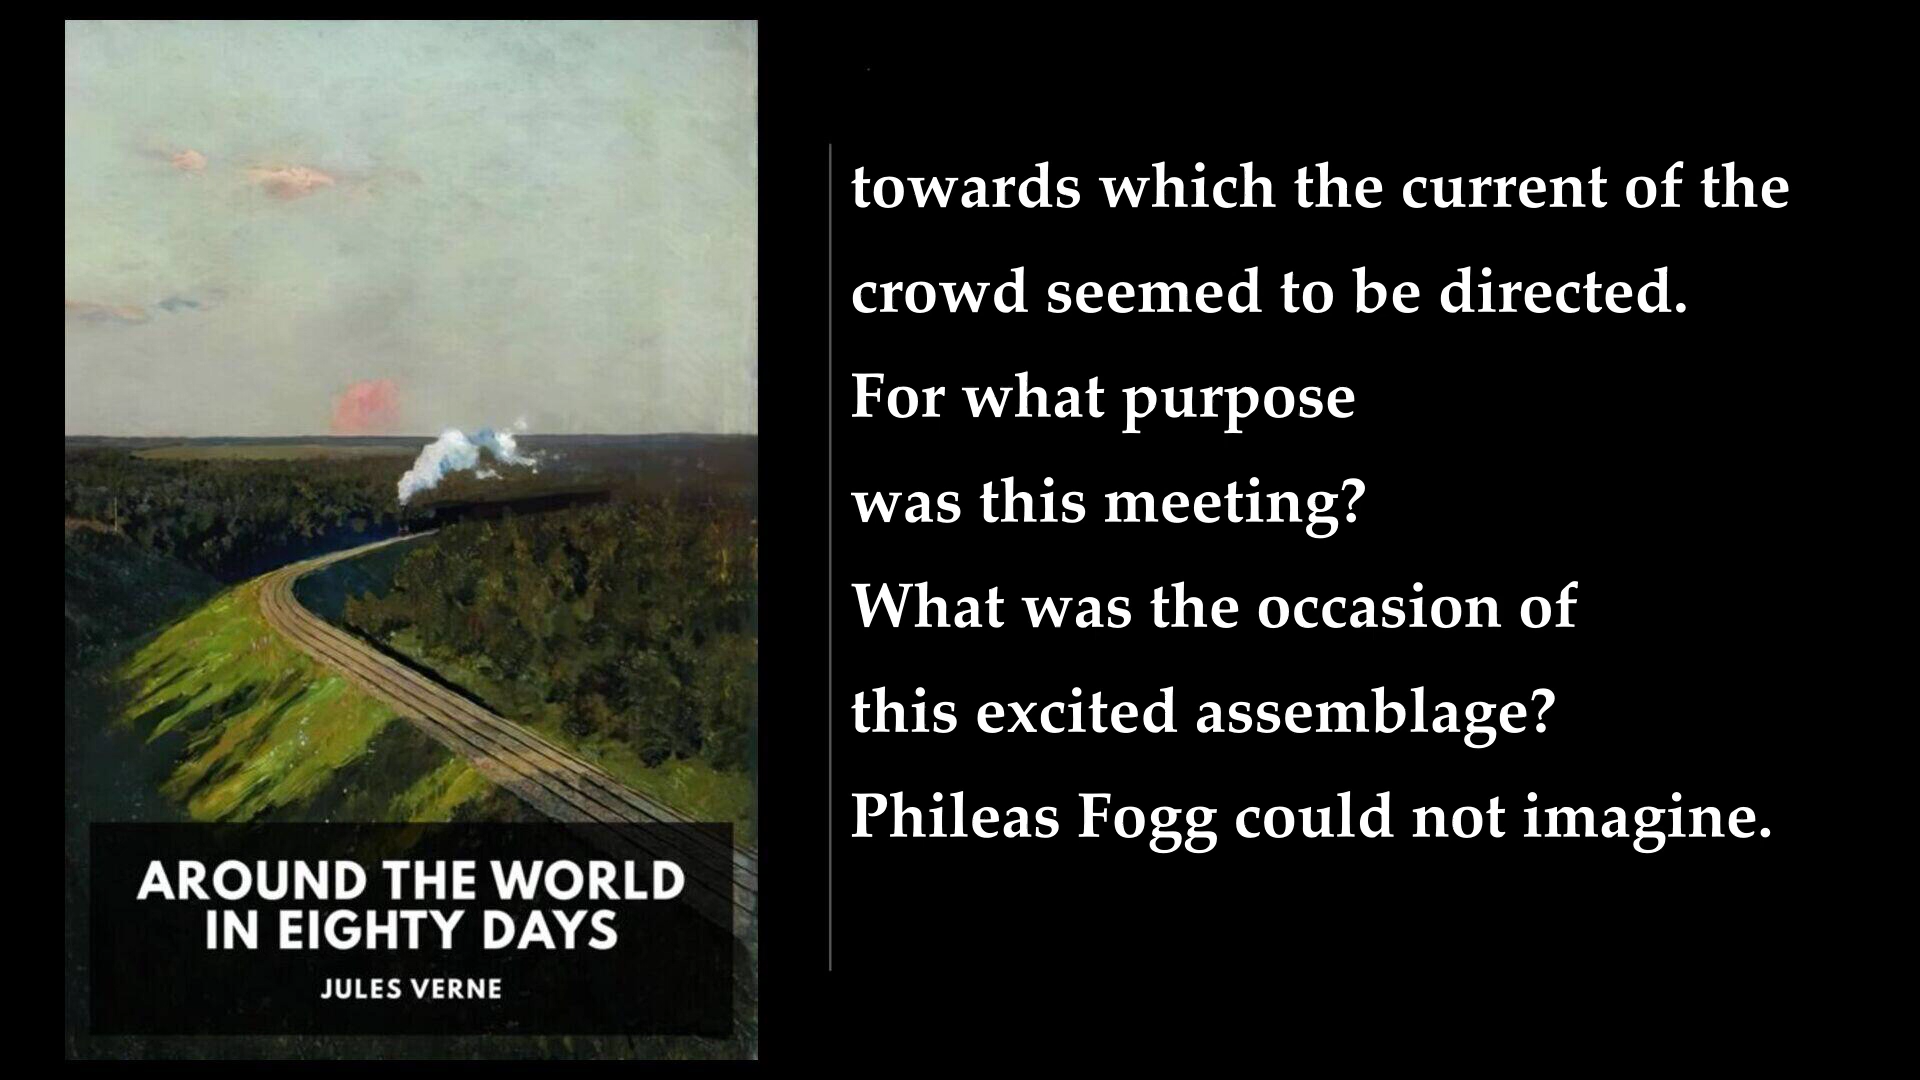 AROUND THE WORLD
IN EIGHTY DAYS
JULES VERNE
towards which the current of the
crowd seemed to be directed.
For what purpose
was this meeting?
What was the occasion of
this excited assemblage?
Phileas Fogg could not imagine.